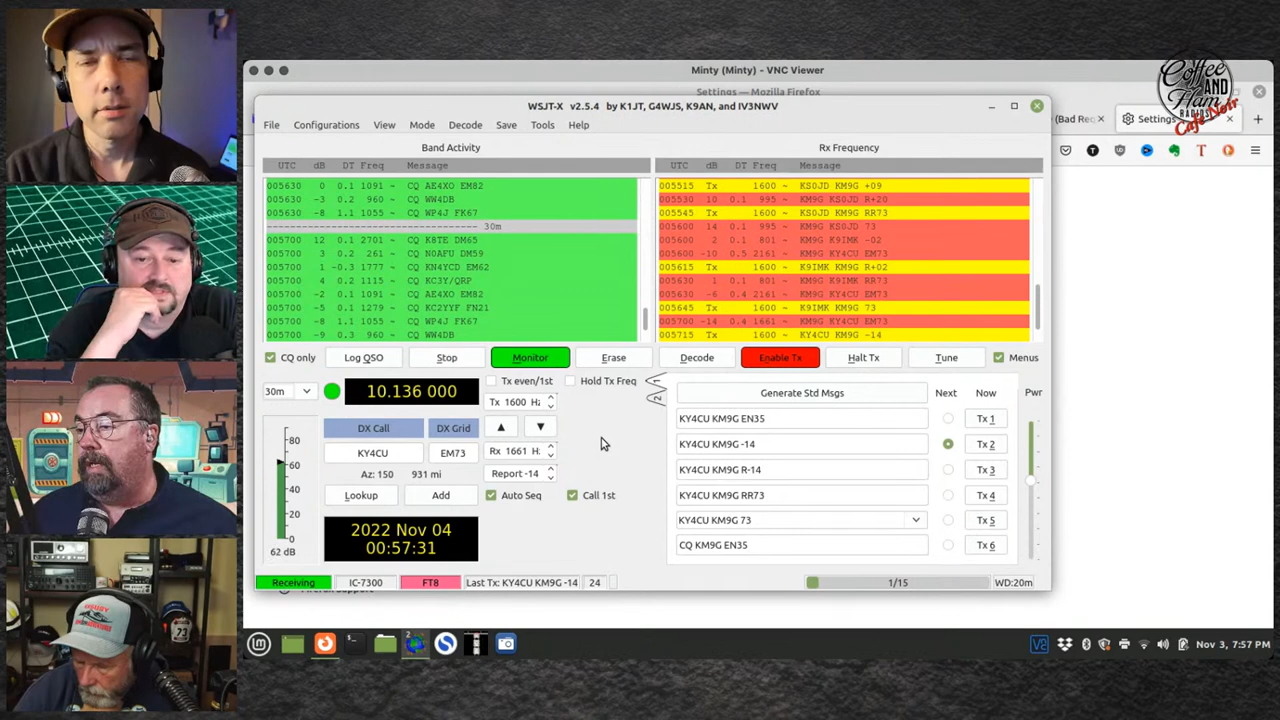 Coffee
AND
Ham
RADIOS
Café Noir
Minty (Minty) - VNC Viewer
Settings — Mozilla Firefox
(Bad Req
Settings
WSJT-X v2.5.4 by K1JT, G4WJS, K9AN, and IV3NWV
File Configurations View Mode Decode Save Tools Help
Band Activity
UTC dB DT Freq Message
005630 0 0.1 1091 ~ CQ AE4XO EM82
005630 -3 0.2 960 ~ CQ WW4DB
005630 -8 1.1 1055 ~ CQ WP4J FK67
------------------------------ 30m
005700 12 0.1 2701 ~ CQ K8TE DM65
005700 3 0.2 261 ~ CQ N0AFU DM59
005700 1 -0.3 1777 ~ CQ KN4YCD EM62
005700 4 0.2 1115 ~ CQ KC3Y/QRP
005700 -2 0.1 1091 ~ CQ AE4XO EM82
005700 -5 0.1 1279 ~ CQ KC2YYF FN21
005700 -8 1.1 1055 ~ CQ WP4J FK67
005700 -9 0.3 960 ~ CQ WW4DB
Rx Frequency
UTC dB DT Freq Message
005515 Tx 1600 ~ KS0JD KM9G +09
005530 10 0.1 995 ~ KM9G KS0JD R+20
005545 Tx 1600 ~ KS0JD KM9G RR73
005600 14 0.1 995 ~ KM9G KS0JD 73
005600 2 0.1 801 ~ KM9G K9IMK -02
005600 -10 0.5 2161 ~ KM9G KY4CU EM73
005615 Tx 1600 ~ K9IMK KM9G R+02
005630 1 0.1 801 ~ KM9G K9IMK RR73
005630 -6 0.4 2161 ~ KM9G KY4CU EM73
005645 Tx 1600 ~ K9IMK KM9G 73
005700 -14 0.4 1661 ~ KM9G KY4CU EM73
005715 Tx 1600 ~ KY4CU KM9G -14
CQ only Log QSO Stop Monitor Erase Decode Enable Tx Halt Tx Tune Menus
30m 10.136 000
Tx even/1st Hold Tx Freq
Tx 1600 Hz
DX Call DX Grid
KY4CU EM73
Rx 1661 H
Az: 150 931 mi
Report -14
Lookup Add
Auto Seq Call 1st
2022 Nov 04
00:57:31
80
60
40
20
0
62 dB
1
2
Generate Std Msgs Next Now Pwr
KY4CU KM9G EN35 Tx 1
KY4CU KM9G -14 Tx 2
KY4CU KM9G R-14 Tx 3
KY4CU KM9G RR73 Tx 4
KY4CU KM9G 73 Tx 5
CQ KM9G EN35 Tx 6
Receiving IC-7300 FT8 Last Tx: KY4CU KM9G -14 24 1/15 WD:20m
Nov 3, 7:57 PM
73